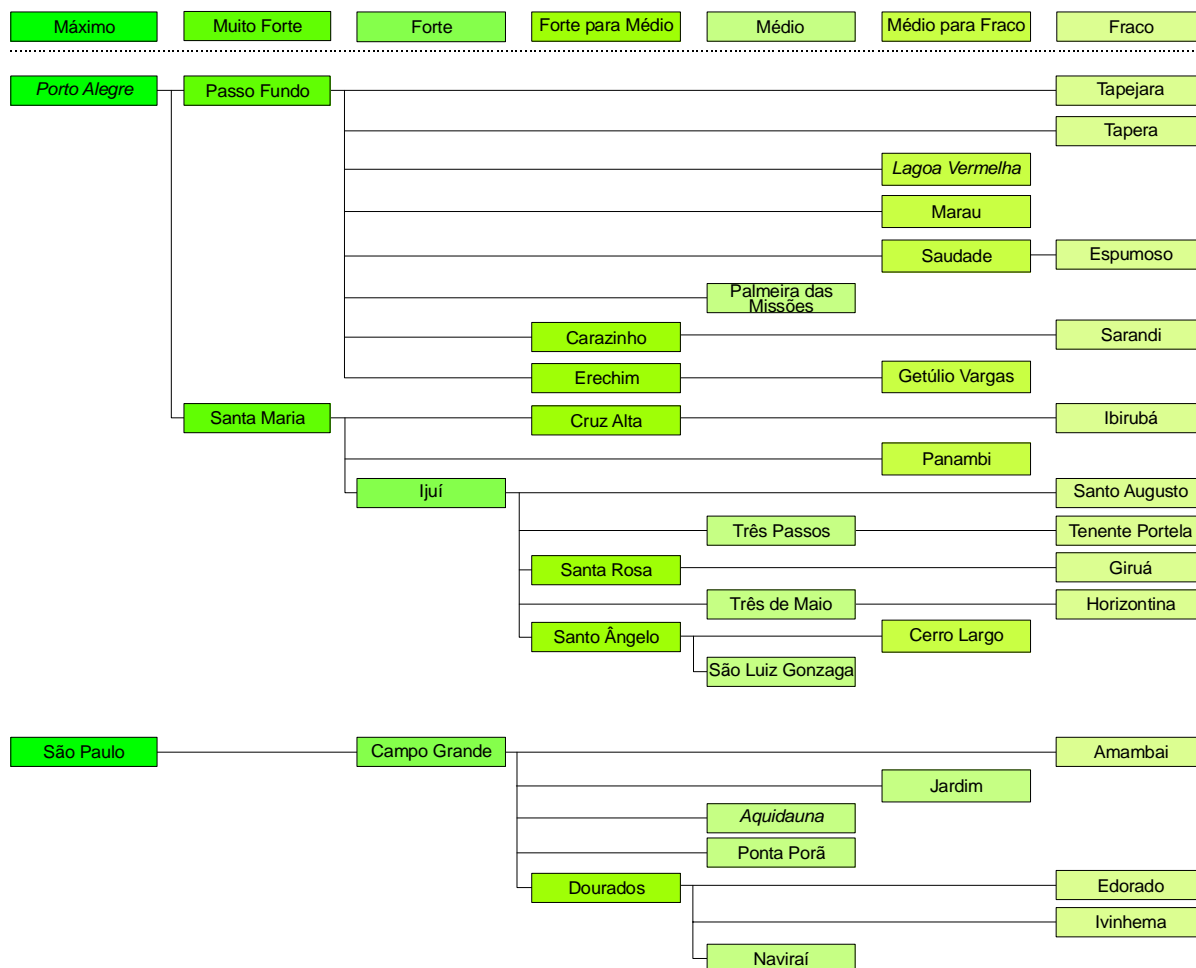 Máximo
Muito Forte
Forte
Forte para Médio
Médio
Médio para Fraco
Fraco
Porto Alegre
Passo Fundo
Tapejara
Tapera
Lagoa Vermelha
Marau
Saudade
Espumoso
Palmeira das
Missões
Carazinho
Sarandi
Erechim
Getúlio Vargas
Santa Maria
Cruz Alta
Ibirubá
Panambi
Ijuí
Santo Augusto
Três Passos
Tenente Portela
Santa Rosa
Giruá
Três de Maio
Horizontina
Santo Ângelo
Cerro Largo
São Luiz Gonzaga
São Paulo
Campo Grande
Amambai
Jardim
Aquidauna
Ponta Porã
Dourados
Edorado
Ivinhema
Naviraí